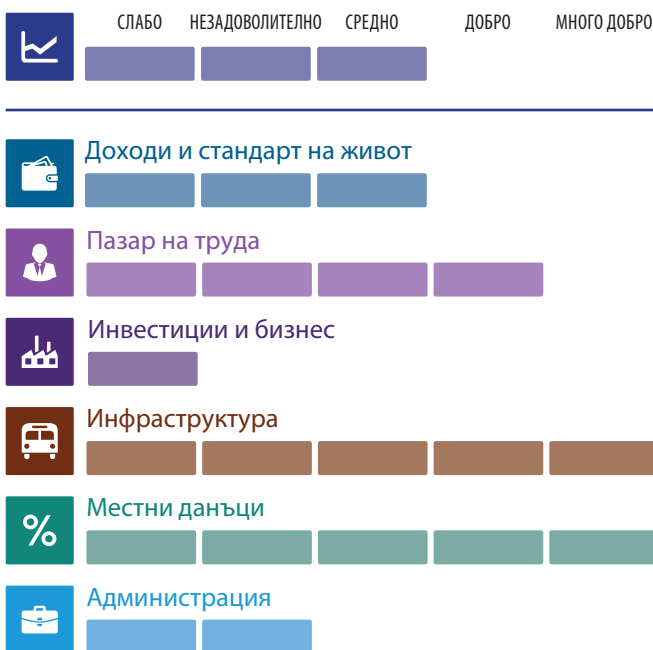 СЛАБО НЕЗАДОВОЛИТЕЛНО СРЕДНО ДОБРО МНОГО ДОБРО
Доходи и стандарт на живот
Пазар на труда
Инвестиции и бизнес
Инфраструктура
Местни данъци
%
Администрация